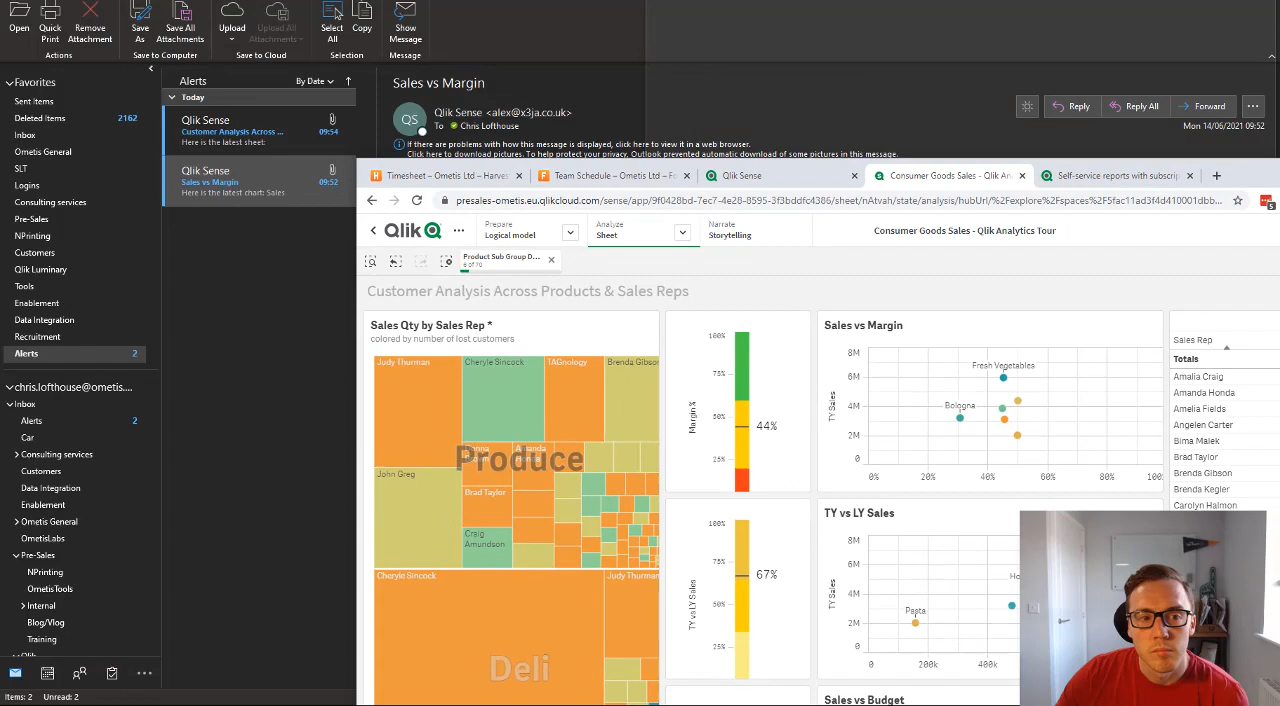 Open
Quick Print
Remove Attachment
Save As
Save All Attachments
Upload
Upload All Attachments
Select All
Copy
Show Message
Actions
Save to Computer
Save to Cloud
Selection
Message
Favorites
Sent Items
Deleted Items 2162
Inbox
Ometis General
SLT
Logins
Consulting services
Pre-Sales
NPrinting
Customers
Qlik Luminary
Tools
Enablement
Data Integration
Recruitment
Alerts 2
chris.lofthouse@ometis....
Inbox
Alerts 2
Car
Consulting services
Customers
Data Integration
Enablement
Ometis General
OmetisLabs
Pre-Sales
NPrinting
OmetisTools
Internal
Blog/Vlog
Training
Items: 2 Unread: 2
Alerts By Date
Today
Qlik Sense
Customer Analysis Across ... 09:54
Here is the latest sheet:
Qlik Sense
Sales vs Margin 09:52
Here is the latest chart: Sales
Sales vs Margin
QS
Qlik Sense <alex@x3ja.co.uk>
To Chris Lofthouse
Reply
Reply All
Forward
Mon 14/06/2021 09:52
If there are problems with how this message is displayed, click here to view it in a web browser.
Click here to download pictures. To help protect your privacy, Outlook prevented automatic download of some pictures in this message.
Timesheet – Ometis Ltd – Harves
Team Schedule – Ometis Ltd – Fo
Qlik Sense
Consumer Goods Sales - Qlik An
Self-service reports with subscrip
presales-ometis.eu.qlikcloud.com/sense/app/9f0428bd-7ec7-4e28-8595-3f3bddfc4386/sheet/nAtvah/state/analysis/hubUrl/%2Fexplore%2Fspaces%2F5fac11ad3f4d410001dbb...
5
Qlik
Prepare
Logical model
Analyze
Sheet
Narrate
Storytelling
Consumer Goods Sales - Qlik Analytics Tour
Product Sub Group D...
6 of 70
Customer Analysis Across Products & Sales Reps
Sales Qty by Sales Rep *
colored by number of lost customers
Judy Thurman
Cheryle Sincock
TAGnology
Brenda Gibson
Donna Brown
Amanda Honda
Produce
John Greg
Brad Taylor
Craig Amundson
Cheryle Sincock
Judy Thurman
Deli
Margin %
100%
75%
50%
25%
44%
TY vs LY Sales
100%
75%
50%
25%
67%
Sales vs Margin
TY Sales
8M
6M
4M
2M
0
Fresh Vegetables
Bologna
0% 20% 40% 60% 80% 100%
TY vs LY Sales
TY Sales
8M
6M
4M
2M
0
Pasta
Ho
0 200k 400k
Sales vs Budget
Sales Rep
Totals
Amalia Craig
Amanda Honda
Amelia Fields
Angelen Carter
Bima Malek
Brad Taylor
Brenda Gibson
Brenda Kegler
Carolyn Halmon